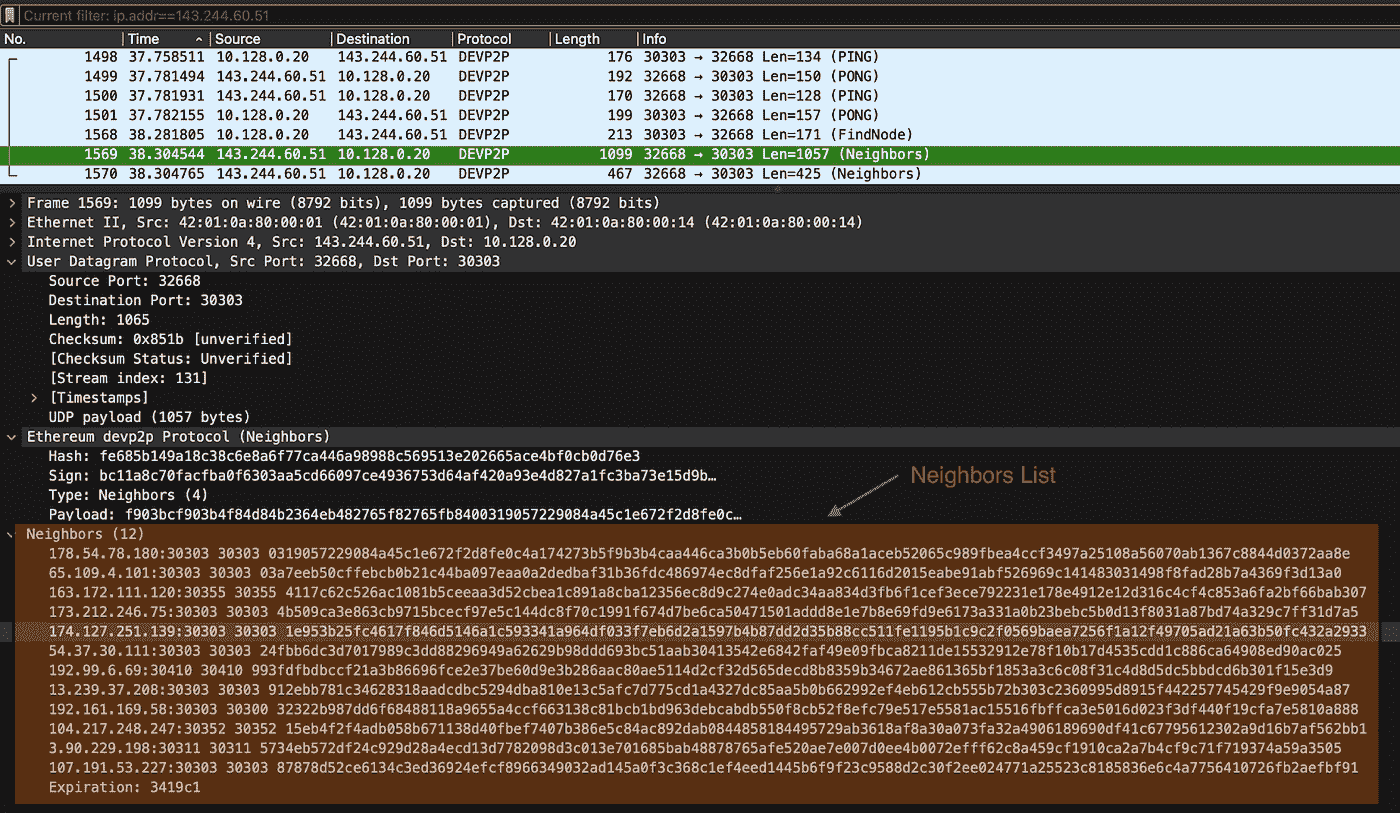 Current filter: ip.addr==143.244.60.51
No. Time Source Destination Protocol Length Info
1498 37.758511 10.128.0.20 143.244.60.51 DEVP2P 176 30303 → 32668 Len=134 (PING)
1499 37.781494 143.244.60.51 10.128.0.20 DEVP2P 192 32668 → 30303 Len=150 (PONG)
1500 37.781931 143.244.60.51 10.128.0.20 DEVP2P 170 32668 → 30303 Len=128 (PING)
1501 37.782155 10.128.0.20 143.244.60.51 DEVP2P 199 30303 → 32668 Len=157 (PONG)
1568 38.281805 10.128.0.20 143.244.60.51 DEVP2P 213 30303 → 32668 Len=171 (FindNode)
1569 38.304544 143.244.60.51 10.128.0.20 DEVP2P 1099 32668 → 30303 Len=1057 (Neighbors)
1570 38.304765 143.244.60.51 10.128.0.20 DEVP2P 467 32668 → 30303 Len=425 (Neighbors)
Frame 1569: 1099 bytes on wire (8792 bits), 1099 bytes captured (8792 bits)
Ethernet II, Src: 42:01:0a:80:00:01 (42:01:0a:80:00:01), Dst: 42:01:0a:80:00:14 (42:01:0a:80:00:14)
Internet Protocol Version 4, Src: 143.244.60.51, Dst: 10.128.0.20
User Datagram Protocol, Src Port: 32668, Dst Port: 30303
Source Port: 32668
Destination Port: 30303
Length: 1065
Checksum: 0x851b [unverified]
[Checksum Status: Unverified]
[Stream index: 131]
[Timestamps]
UDP payload (1057 bytes)
Ethereum devp2p Protocol (Neighbors)
Hash: fe685b149a18c38c6e8a6f77ca446a98988c569513e202665ace4bf0cb0d76e3
Sign: bc11a8c70facfba0f6303aa5cd66097ce4936753d64af420a93e4d827a1fc3ba73e15d9b…
Type: Neighbors (4)
Payload: f903bcf903b4f84d84b2364eb482765f82765fb8400319057229084a45c1e672f2d8fe0c…
Neighbors List
Neighbors (12)
178.54.78.180:30303 30303 0319057229084a45c1e672f2d8fe0c4a174273b5f9b3b4caa446ca3b0b5eb60faba68a1aceb52065c989fbea4ccf3497a25108a56070ab1367c8844d0372aa8e
65.109.4.101:30303 30303 03a7eeb50cffebcb0b21c44ba097eaa0a2dedbaf31b36fdc486974ec8dfaf256e1a92c6116d2015eabe91abf526969c141483031498f8fad28b7a4369f3d13a0
163.172.111.120:30355 30355 4117c62c526ac1081b5ceeaa3d52cbea1c891a8cba12356ec8d9c274e0adc34aa834d3fb6f1cef3ece792231e178e4912e12d316c4cf4c853a6fa2bf66bab307
173.212.246.75:30303 30303 4b509ca3e863cb9715bcecf97e5c144dc8f70c1991f674d7be6ca50471501addd8e1e7b8e69fd9e6173a331a0b23bebc5b0d13f8031a87bd74a329c7ff31d7a5
174.127.251.139:30303 30303 1e953b25fc4617f846d5146a1c593341a964df033f7eb6d2a1597b4b87dd2d35b88cc511fe1195b1c9c2f0569baea7256f1a12f49705ad21a63b50fc432a2933
54.37.30.111:30303 30303 24fbb6dc3d7017989c3dd88296949a62629b98ddd693bc51aab30413542e6842faf49e09fbca8211de15532912e78f10b17d4535cdd1c886ca64908ed90ac025
192.99.6.69:30410 30410 993fdfbdbccf21a3b86696fce2e37be60d9e3b286aac80ae5114d2cf32d565decd8b8359b34672ae861365bf1853a3c6c08f31c4d8d5dc5bbdcd6b301f15e3d9
13.239.37.208:30303 30303 912ebb781c34628318aadcdbc5294dba810e13c5afc7d775cd1a4327dc85aa5b0b662992ef4eb612cb555b72b303c2360995d8915f442257745429f9e9054a87
192.161.169.58:30303 30300 32322b987dd6f68488118a9655a4ccf663138c81bcb1bd963debcabdb550f8cb52f8efc79e517e5581ac15516fbffca3e5016d023f3df440f19cfa7e5810a888
104.217.248.247:30352 30352 15eb4f2f4adb058b671138d40fbef7407b386e5c84ac892dab0844858184495729ab3618af8a30a073fa32a4906189690df41c67795612302a9d16b7af562bb1
3.90.229.198:30311 30311 5734eb572df24c929d28a4ecd13d7782098d3c013e701685bab48878765afe520ae7e007d0ee4b0072efff62c8a459cf1910ca2a7b4cf9c71f719374a59a3505
107.191.53.227:30303 30303 87878d52ce6134c3ed36924efcf8966349032ad145a0f3c368c1ef4eed1445b6f9f23c9588d2c30f2ee024771a25523c8185836e6c4a7756410726fb2aefbf91
Expiration: 3419c1